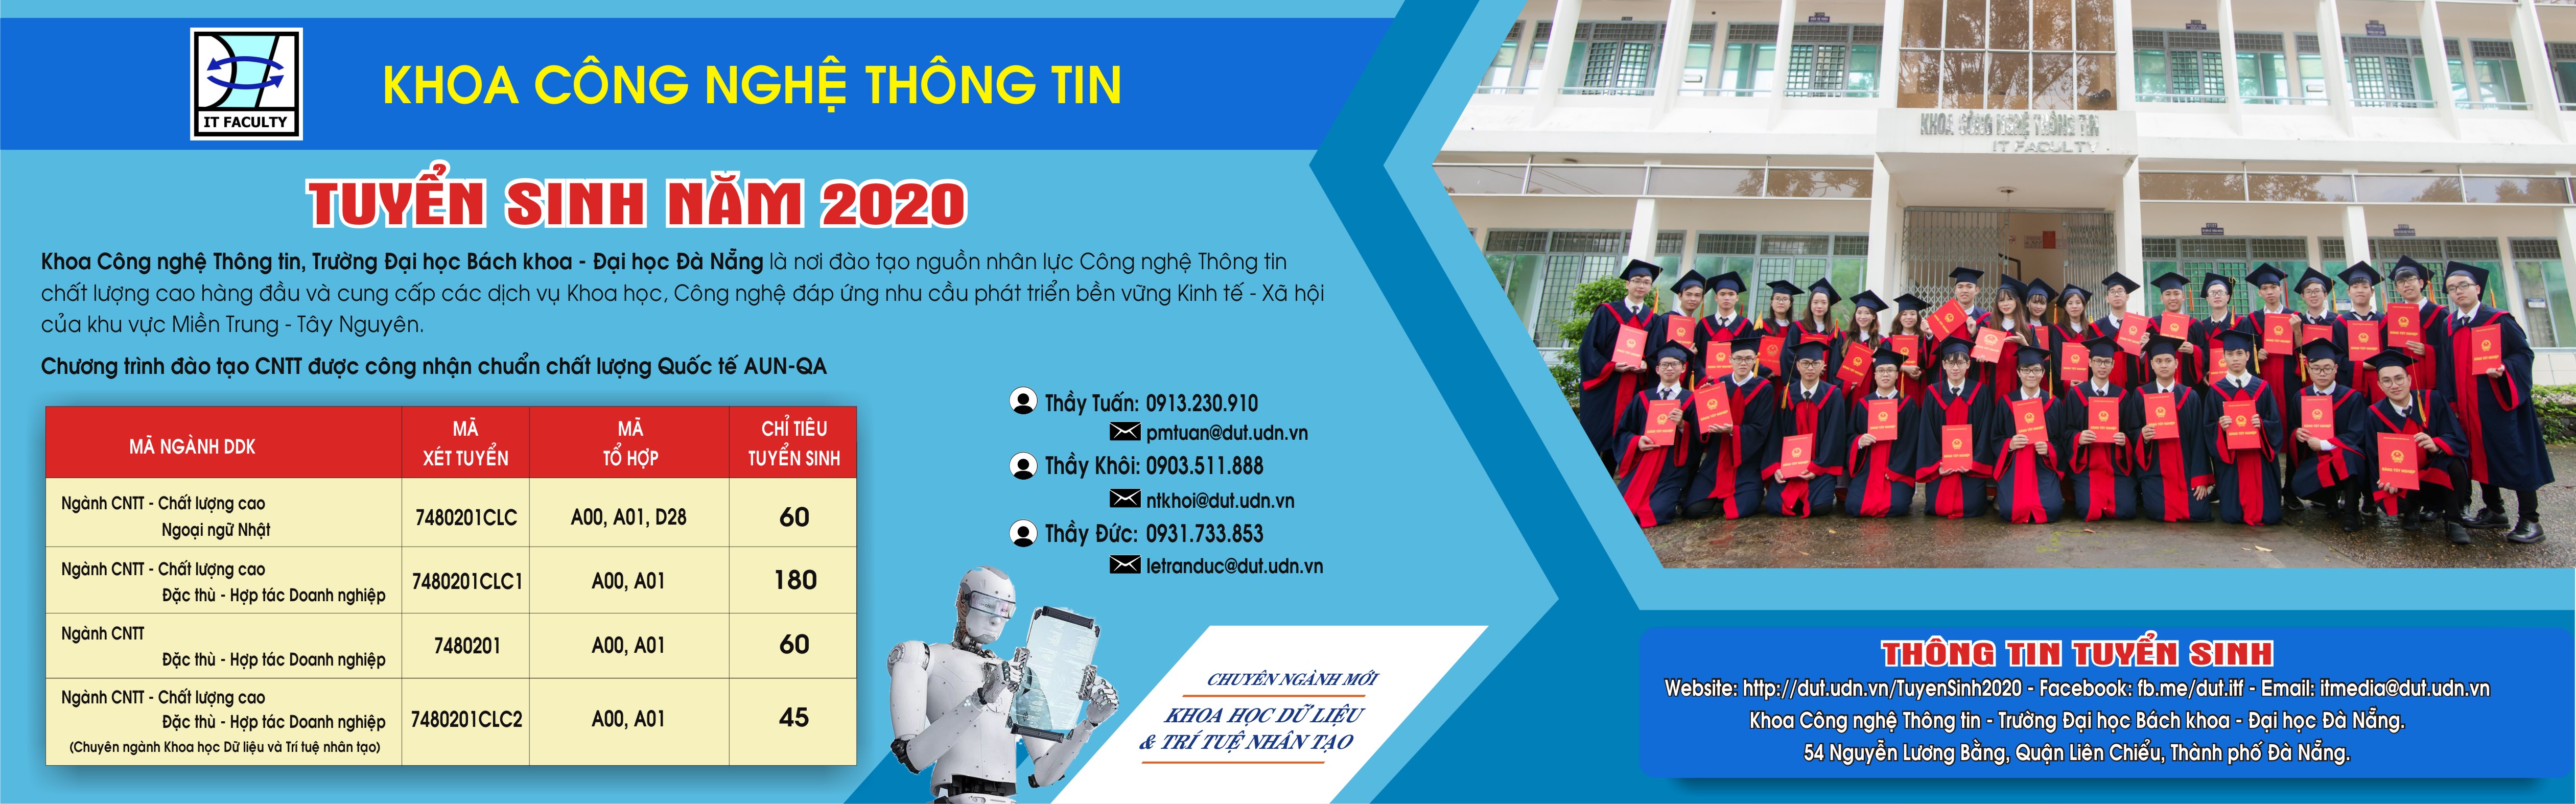 IT FACULTY
KHOA CÔNG NGHỆ THÔNG TIN
TUYỂN SINH NĂM 2020
Khoa Công nghệ Thông tin, Trường Đại học Bách khoa - Đại học Đà Nẵng là nơi đào tạo nguồn nhân lực Công nghệ Thông tin
chất lượng cao hàng đầu và cung cấp các dịch vụ Khoa học, Công nghệ đáp ứng nhu cầu phát triển bền vững Kinh tế - Xã hội
của khu vực Miền Trung - Tây Nguyên.
Chương trình đào tạo CNTT được công nhận chuẩn chất lượng Quốc tế AUN-QA
MÃ NGÀNH DDK
MÃ
XÉT TUYỂN
MÃ
TỔ HỢP
CHỈ TIÊU
TUYỂN SINH
Ngành CNTT - Chất lượng cao
Ngoại ngữ Nhật
7480201CLC
A00, A01, D28
60
Ngành CNTT - Chất lượng cao
Đặc thù - Hợp tác Doanh nghiệp
7480201CLC1
A00, A01
180
Ngành CNTT
Đặc thù - Hợp tác Doanh nghiệp
7480201
A00, A01
60
Ngành CNTT - Chất lượng cao
Đặc thù - Hợp tác Doanh nghiệp
(Chuyên ngành Khoa học Dữ liệu và Trí tuệ nhân tạo)
7480201CLC2
A00, A01
45
Thầy Tuấn: 0913.230.910
pmtuan@dut.udn.vn
Thầy Khôi: 0903.511.888
ntkhoi@dut.udn.vn
Thầy Đức: 0931.733.853
letranduc@dut.udn.vn
CHUYÊN NGÀNH MỚI
KHOA HỌC DỮ LIỆU
& TRÍ TUỆ NHÂN TẠO
KHOA CÔNG NGHỆ THÔNG TIN
IT FACULTY
THÔNG TIN TUYỂN SINH
Website: http://dut.udn.vn/TuyenSinh2020 - Facebook: fb.me/dut.itf - Email: itmedia@dut.udn.vn
Khoa Công nghệ Thông tin - Trường Đại học Bách khoa - Đại học Đà Nẵng.
54 Nguyễn Lương Bằng, Quận Liên Chiểu, Thành phố Đà Nẵng.